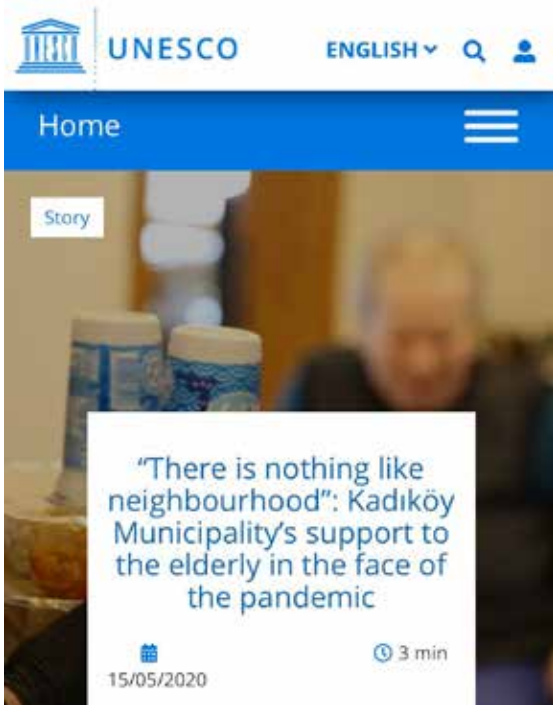 UNESCO
ENGLISH
Home
Story
“There is nothing like
neighbourhood”: Kadıköy
Municipality’s support to
the elderly in the face of
the pandemic
15/05/2020
3 min